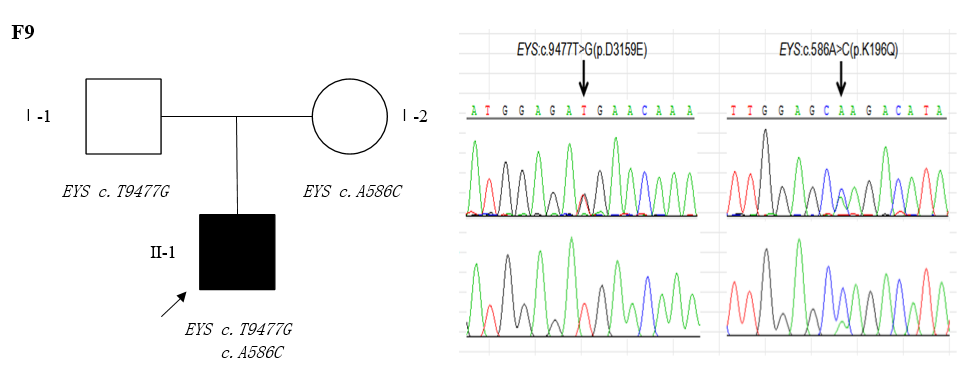 F9
EYS:c.9477T>G(p.D3159E)
EYS:c.586A>C(p.K196Q)
A T G G A G A T G A A C A A A
T T G G A G C A A G A C A T A
I -1
I -2
EYS c. T9477G
EYS c. A586C
II-1
EYS c. T9477G
c. A586C